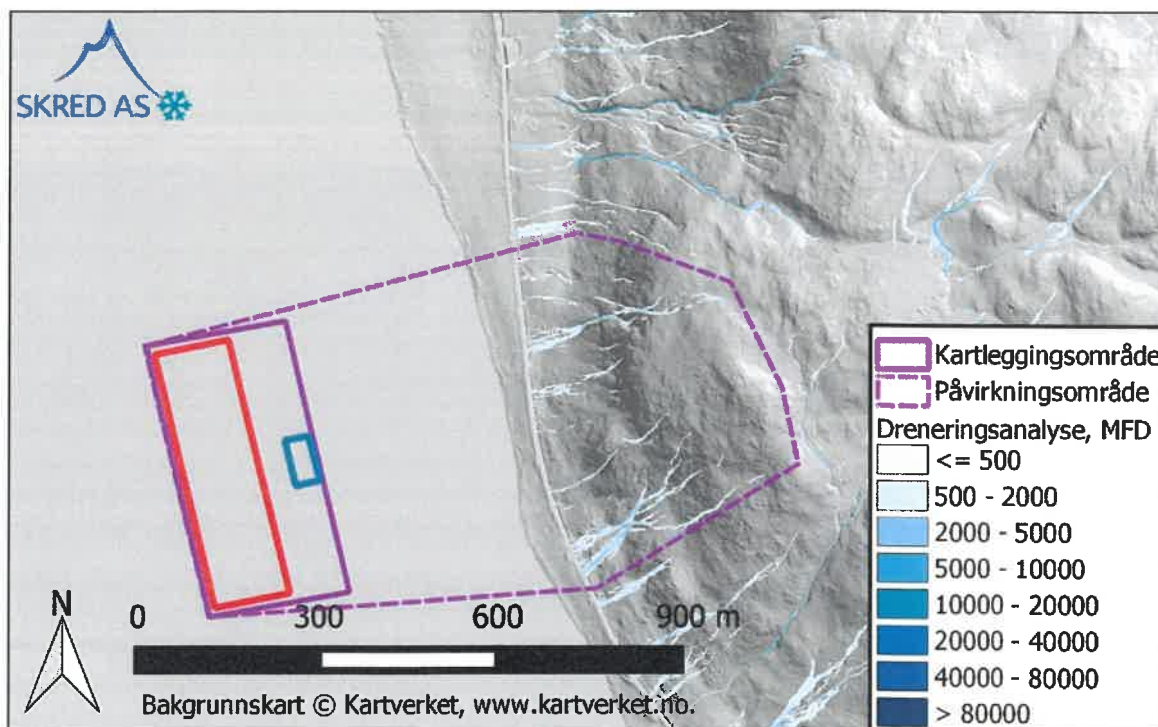 SKRED AS
Kartleggingsområde
Påvirkningsområde
Dreneringsanalyse, MFD
<= 500
500 - 2000
2000 - 5000
5000 - 10000
10000 - 20000
20000 - 40000
40000 - 80000
> 80000
N
0 300 600 900 m
Bakgrunnskart © Kartverket, www.kartverket.no.